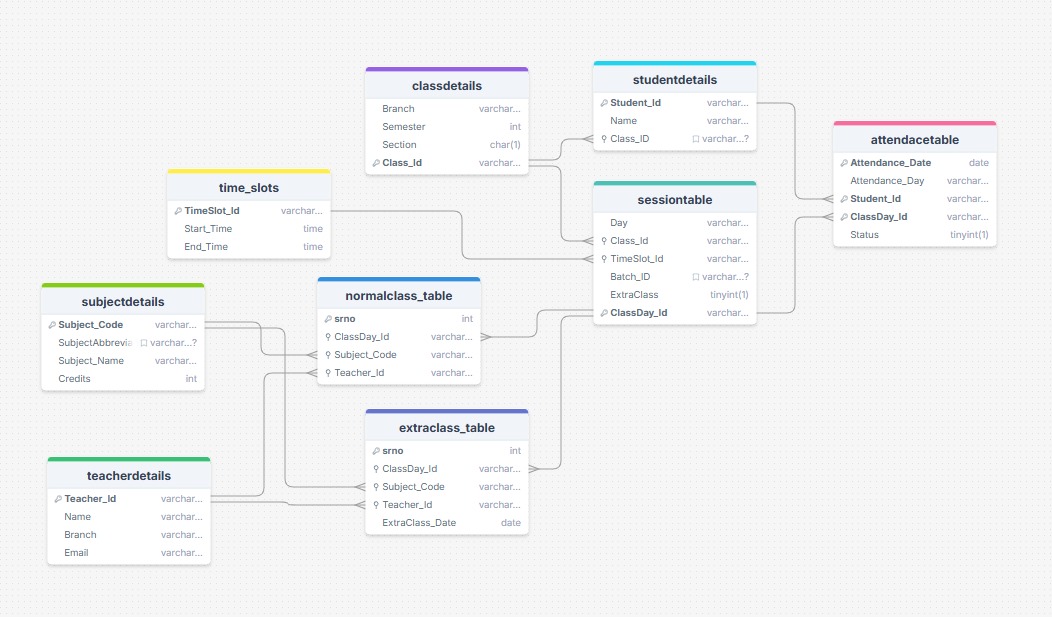 classdetails
Branch varchar...
Semester int
Section char(1)
Class_Id varchar...
studentdetails
Student_Id varchar...
Name varchar...
Class_ID varchar...?
attendacetable
Attendance_Date date
Attendance_Day varchar...
Student_Id varchar...
ClassDay_Id varchar...
Status tinyint(1)
time_slots
TimeSlot_Id varchar...
Start_Time time
End_Time time
sessiontable
Day varchar...
Class_Id varchar...
TimeSlot_Id varchar...
Batch_ID varchar...?
ExtraClass tinyint(1)
ClassDay_Id varchar...
subjectdetails
Subject_Code varchar...
SubjectAbbrevia varchar...?
Subject_Name varchar...
Credits int
normalclass_table
srno int
ClassDay_Id varchar...
Subject_Code varchar...
Teacher_Id varchar...
extraclass_table
srno int
ClassDay_Id varchar...
Subject_Code varchar...
Teacher_Id varchar...
ExtraClass_Date date
teacherdetails
Teacher_Id varchar...
Name varchar...
Branch varchar...
Email varchar...